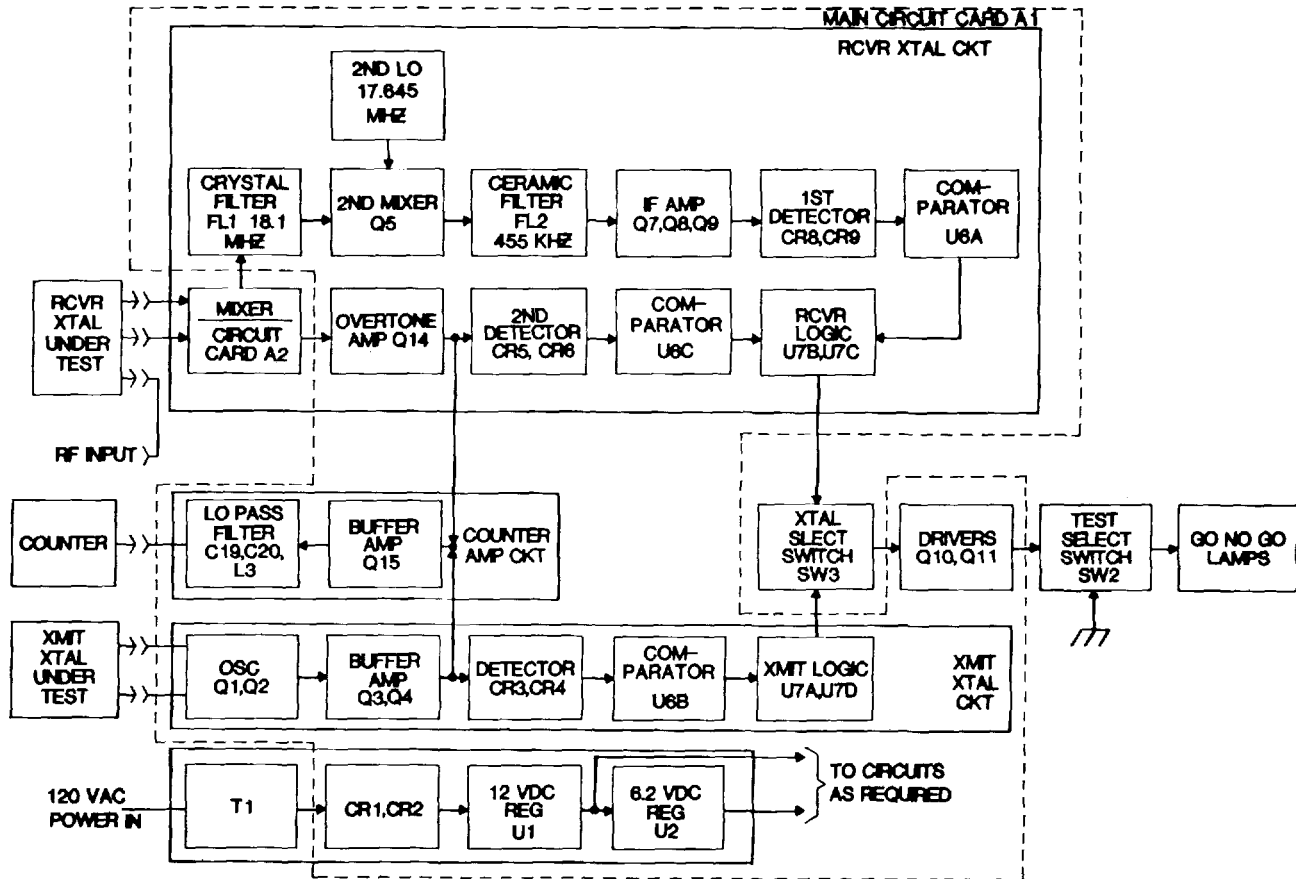 MAIN CIRCUIT CARD A1
RCVR XTAL CKT
2ND LO
17.645
MHZ
CRYSTAL
FILTER
FL1 18.1
MHZ
2ND MIXER
Q5
CERAMIC
FILTER
FL2
455 KHZ
IF AMP
Q7,Q8,Q9
1ST
DETECTOR
CR8,CR9
COM-
PARATOR
U6A
RCVR
XTAL
UNDER
TEST
MIXER
CIRCUIT
CARD A2
OVERTONE
AMP Q14
2ND
DETECTOR
CR5, CR6
COM-
PARATOR
U6C
RCVR
LOGIC
U7B,U7C
RF INPUT
COUNTER
LO PASS
FILTER
C19,C20,
L3
BUFFER
AMP
Q15
COUNTER
AMP CKT
XTAL
SLECT
SWITCH
SW3
DRIVERS
Q10, Q11
TEST
SELECT
SWITCH
SW2
GO NO GO
LAMPS
XMIT
XTAL
UNDER
TEST
OSC
Q1,Q2
BUFFER
AMP
Q3,Q4
DETECTOR
CR3,CR4
COM-
PARATOR
U6B
XMIT LOGIC
U7A,U7D
XMIT
XTAL
CKT
120 VAC
POWER IN
T1
CR1,CR2
12 VDC
REG
U1
6.2 VDC
REG
U2
TO CIRCUITS
AS REQUIRED